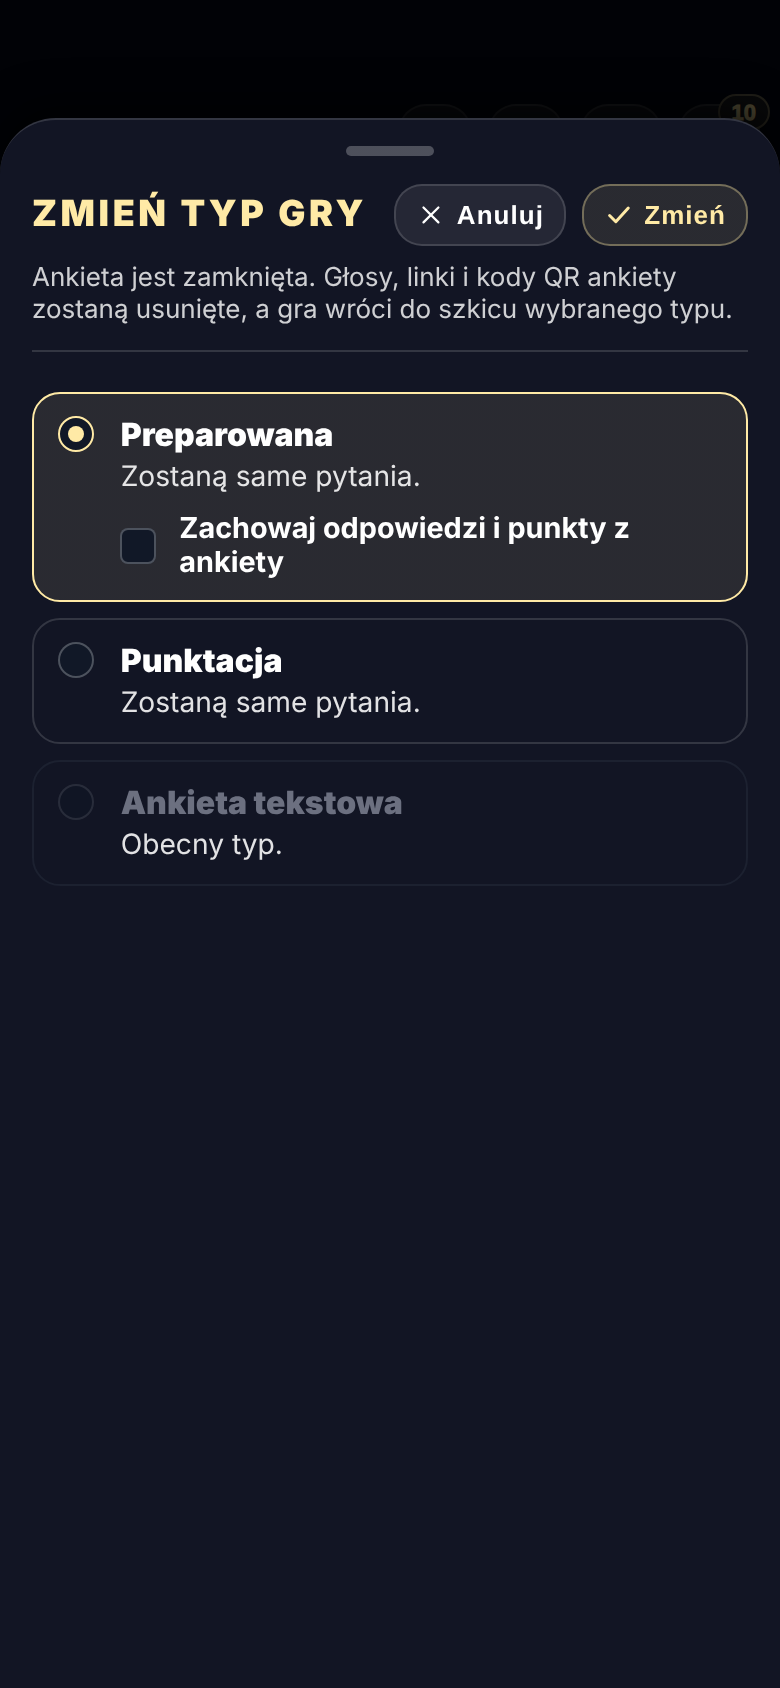 10
ZMIEŃ TYP GRY
Anuluj
Zmień
Ankieta jest zamknięta. Głosy, linki i kody QR ankiety
zostaną usunięte, a gra wróci do szkicu wybranego typu.
Preparowana
Zostaną same pytania.
Zachowaj odpowiedzi i punkty z
ankiety
Punktacja
Zostaną same pytania.
Ankieta tekstowa
Obecny typ.